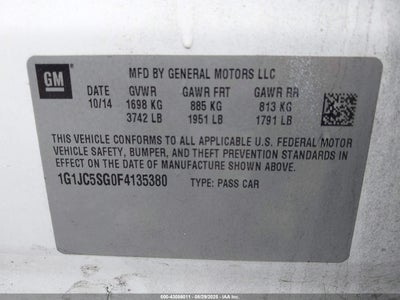 GM
MFD BY GENERAL MOTORS LLC
DATE GVWR GAWR FRT GAWR RR
10/14 1698 KG 885 KG 813 KG
3742 LB 1951 LB 1791 LB
THIS VEHICLE CONFORMS TO ALL APPLICABLE U.S. FEDERAL MOTOR
VEHICLE SAFETY, BUMPER, AND THEFT PREVENTION STANDARDS IN
EFFECT ON THE DATE OF MANUFACTURE SHOWN ABOVE.
1G1JC5SG0F4135380 TYPE: PASS CAR